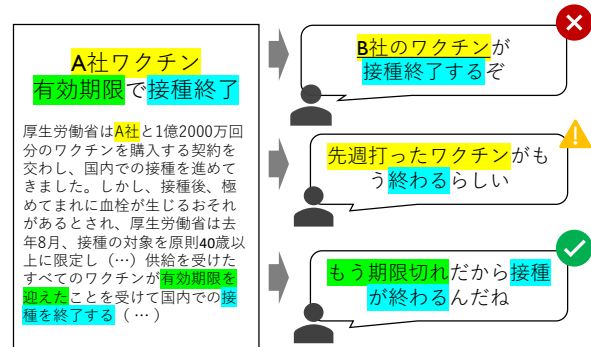 A社ワクチン
有効期限で接種終了
厚生労働省はA社と1億2000万回
分のワクチンを購入する契約を
交わし、国内での接種を進めて
きました。しかし、接種後、極
めてまれに血栓が生じるおそれ
があるとされ、厚生労働省は去
年8月、接種の対象を原則40歳以
上に限定し（…）供給を受けた
すべてのワクチンが有効期限を
迎えたことを受けて国内での接
種を終了する（…）
B社のワクチンが
接種終了するぞ
先週打ったワクチンがも
う終わるらしい
もう期限切れだから接種
が終わるんだね